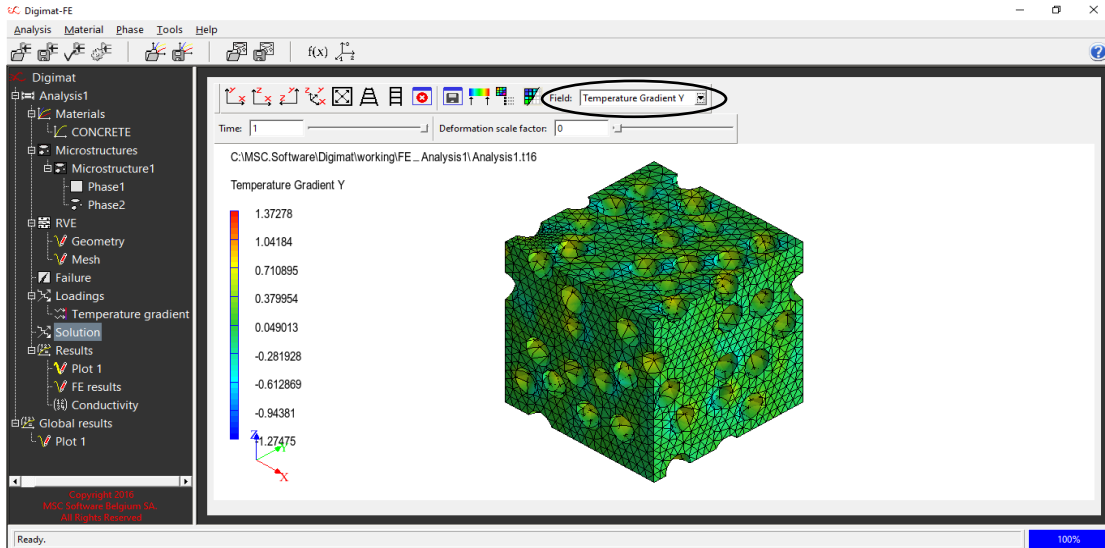 Digimat-FE
Analysis Material Phase Tools Help
f(x)
Digimat
Analysis1
Materials
CONCRETE
Microstructures
Microstructure1
Phase1
Phase2
RVE
Geometry
Mesh
Failure
Loadings
Temperature gradient
Solution
Results
Plot 1
FE results
Conductivity
Global results
Plot 1
Copyright 2016
MSC Software Belgium SA.
All Rights Reserved
Field: Temperature Gradient Y
Time: 1 Deformation scale factor: 0
C:\MSC.Software\Digimat\working\FE_Analysis1\Analysis1.t16
Temperature Gradient Y
1.37278
1.04184
0.710895
0.379954
0.049013
-0.281928
-0.612869
-0.94381
-1.27475
Z
Y
X
Ready. 100%